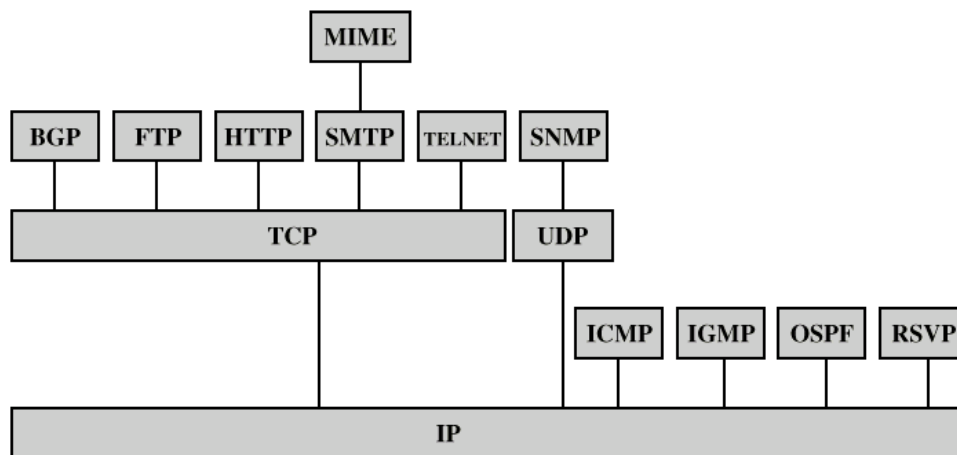 MIME
BGP FTP HTTP SMTP TELNET SNMP
TCP UDP
ICMP IGMP OSPF RSVP
IP